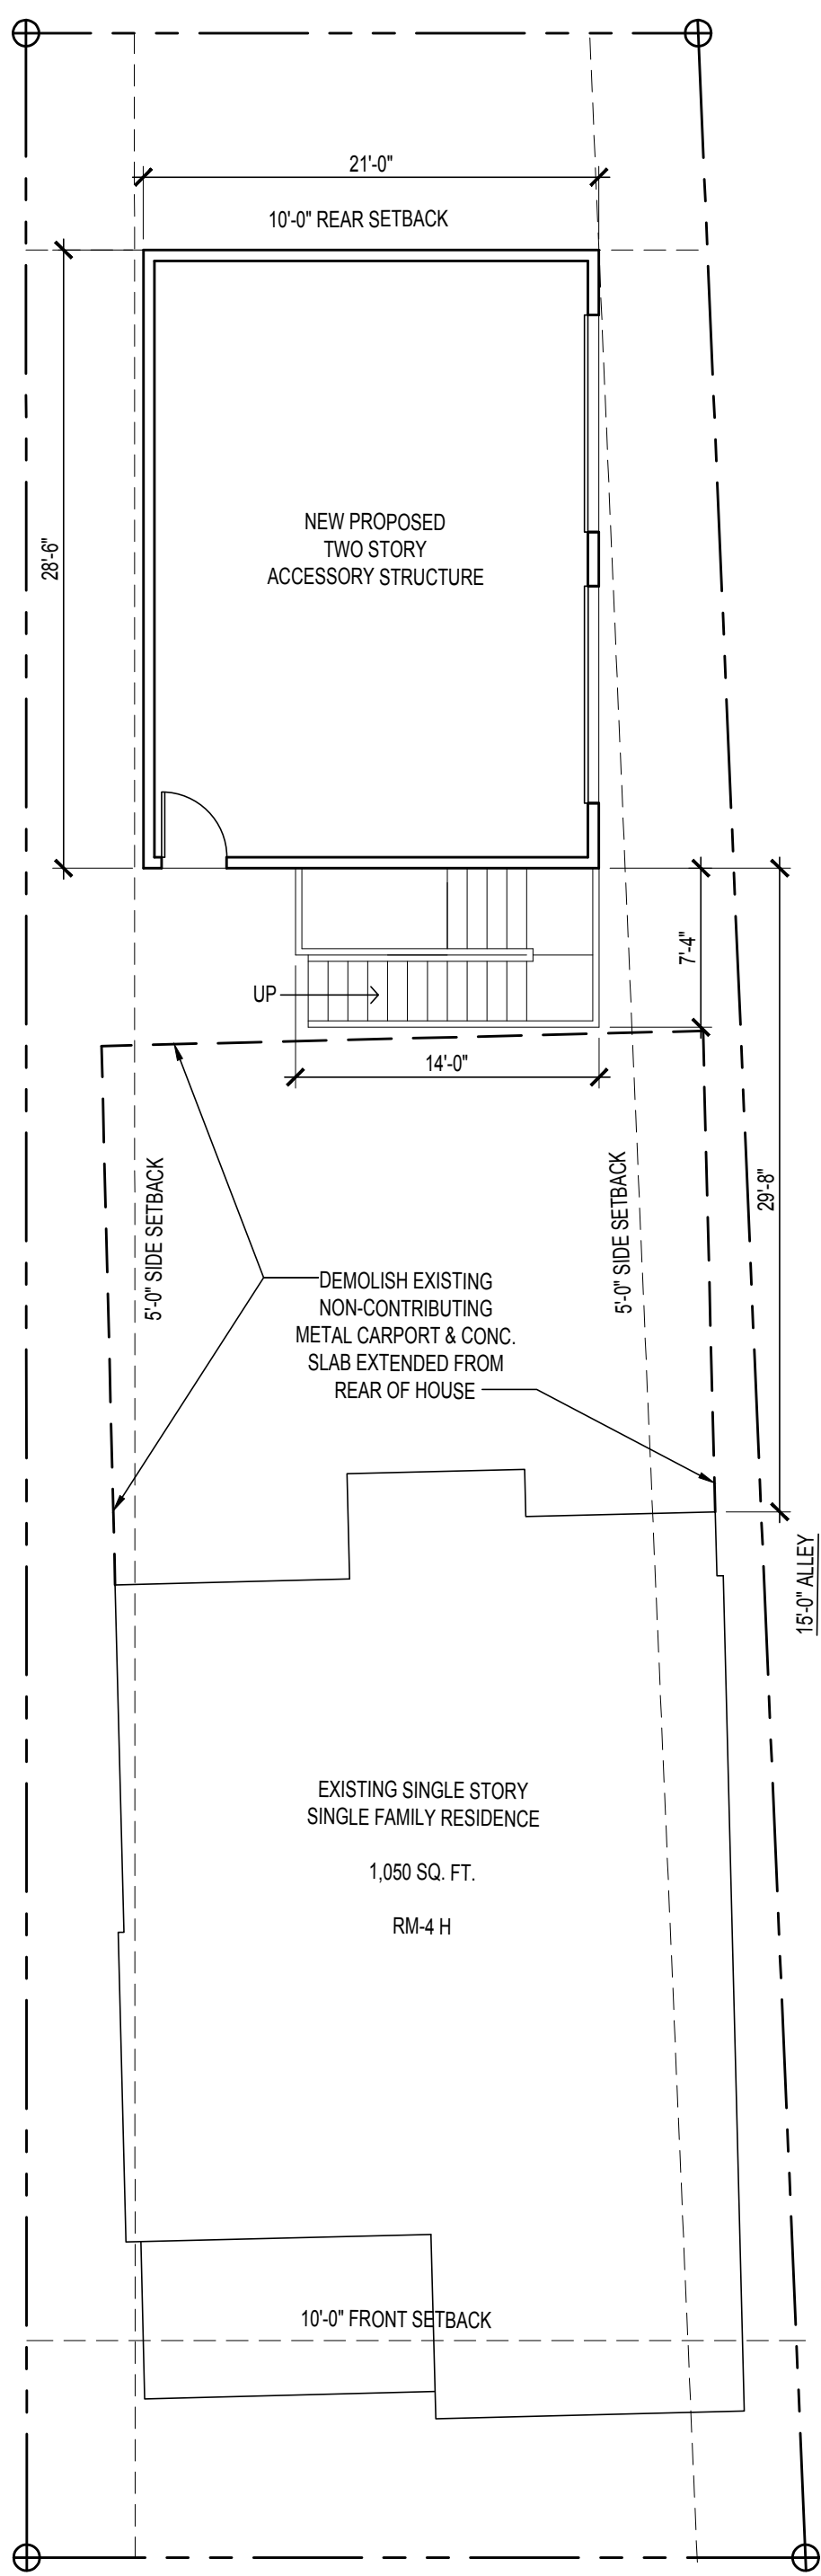 21'-0"
10'-0" REAR SETBACK
28'-6"
NEW PROPOSED
TWO STORY
ACCESSORY STRUCTURE
7'-4"
UP
14'-0"
5'-0" SIDE SETBACK
5'-0" SIDE SETBACK
29'-8"
DEMOLISH EXISTING
NON-CONTRIBUTING
METAL CARPORT & CONC.
SLAB EXTENDED FROM
REAR OF HOUSE
15'-0" ALLEY
EXISTING SINGLE STORY
SINGLE FAMILY RESIDENCE
1,050 SQ. FT.
RM-4 H
10'-0" FRONT SETBACK